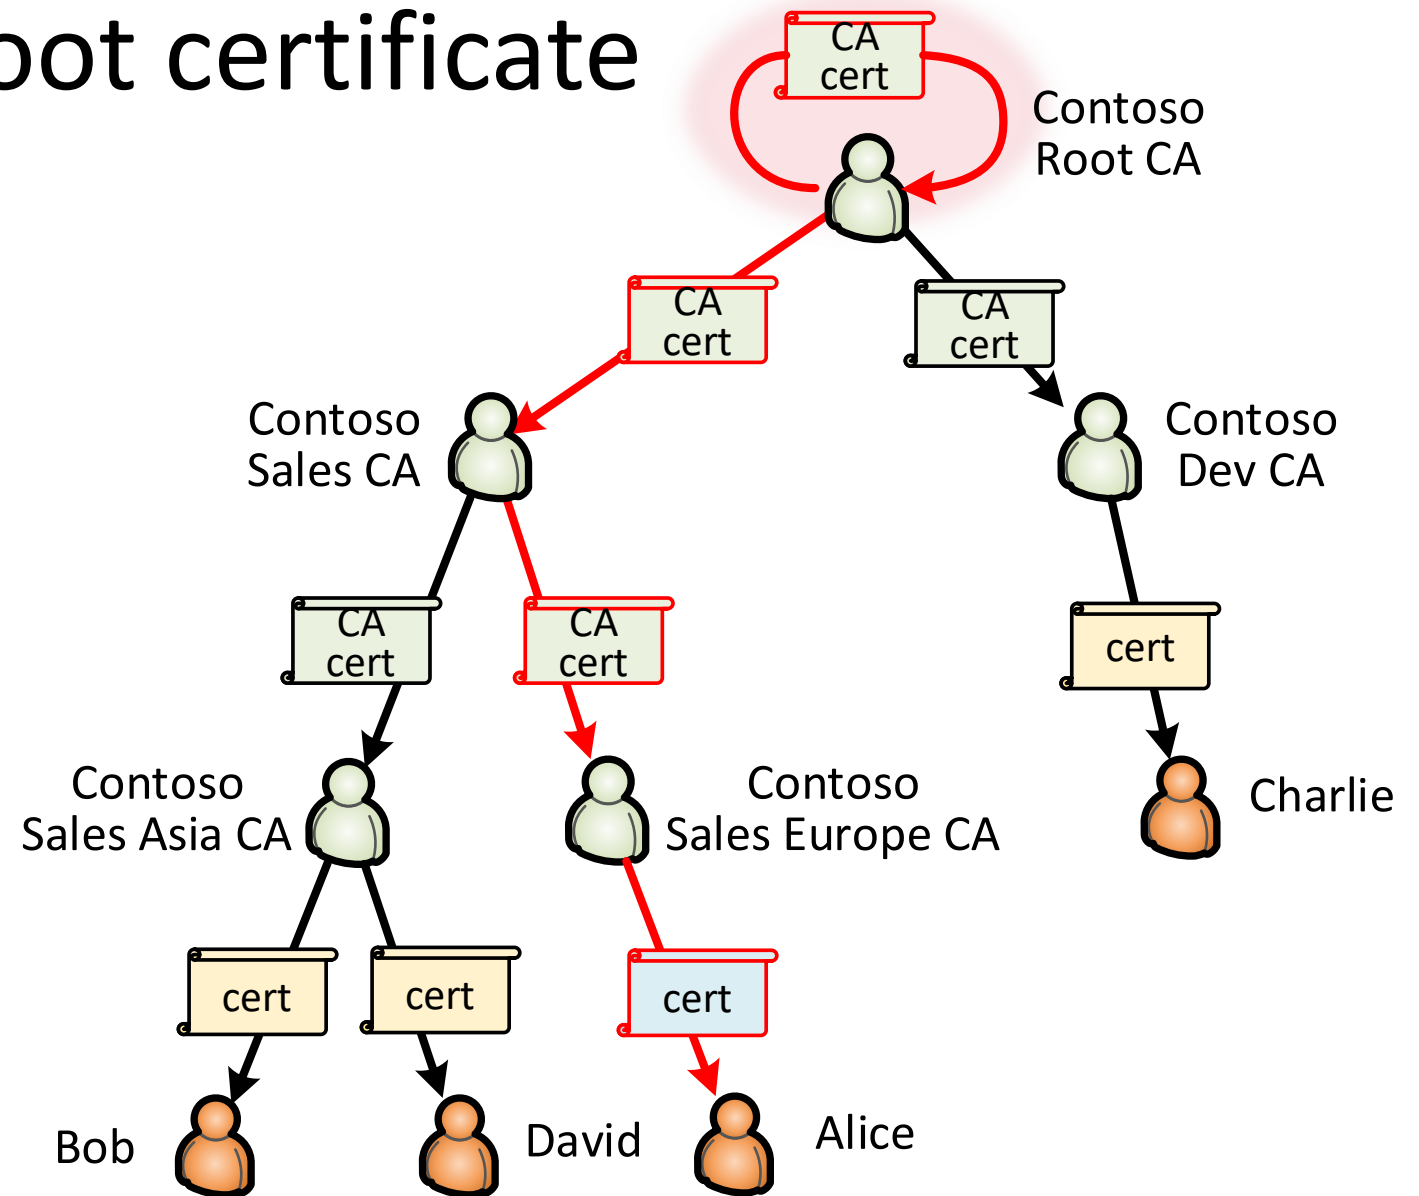 oot certificate
CA
cert
Contoso
Root CA
CA
cert
CA
cert
Contoso
Sales CA
Contoso
Dev CA
CA
cert
CA
cert
cert
Contoso
Sales Asia CA
Contoso
Sales Europe CA
Charlie
cert
cert
cert
Bob
David
Alice